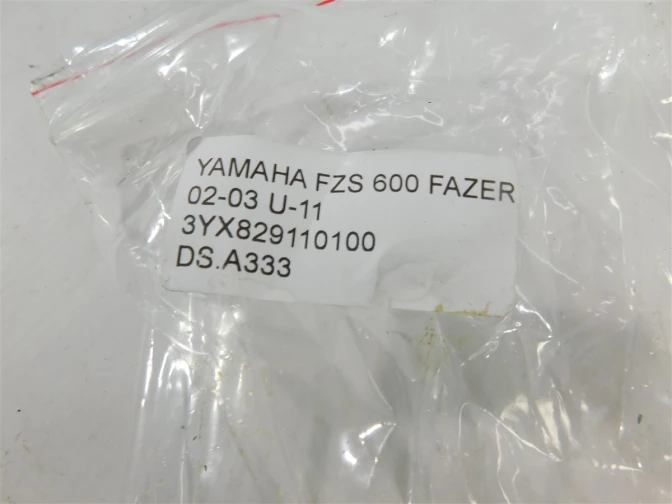 YAMAHA FZS 600 FAZER
02-03 U-11
3YX829110100
DS.A333